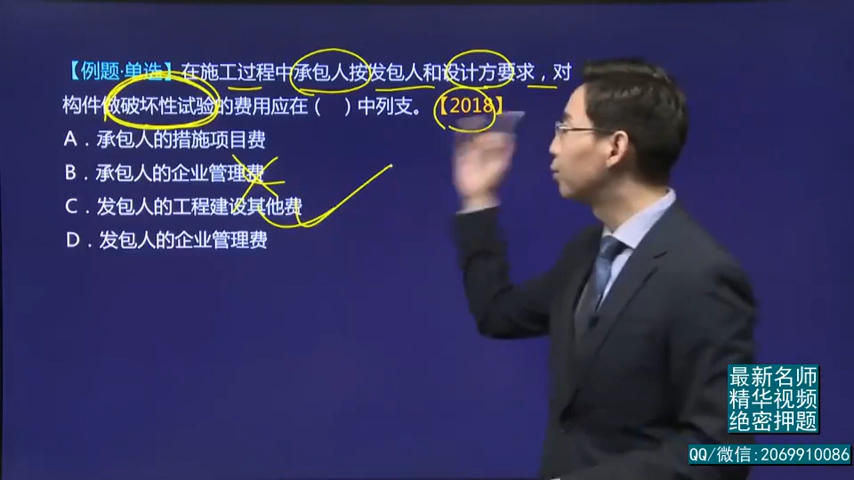 【例题·单选】在施工过程中承包人按发包人和设计方要求，对
构件做破坏性试验的费用应在（ ）中列支。【2018】
A．承包人的措施项目费
B．承包人的企业管理费
C．发包人的工程建设其他费
D．发包人的企业管理费
最新名师
精华视频
绝密押题
QQ/微信:2069910086